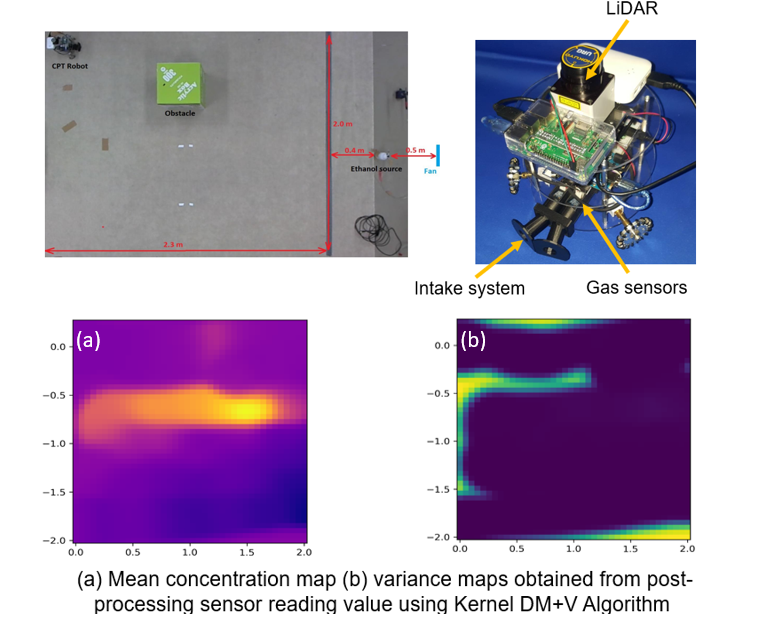 LiDAR
CPT Robot
Obstacle
2.0 m
0.4 m
0.5 m
Ethanol source
Fan
2.3 m
Intake system
Gas sensors
(a)
0.0
−0.5
−1.0
−1.5
−2.0
0.0 0.5 1.0 1.5 2.0
(b)
0.0
−0.5
−1.0
−1.5
−2.0
0.0 0.5 1.0 1.5 2.0
(a) Mean concentration map (b) variance maps obtained from post-
processing sensor reading value using Kernel DM+V Algorithm